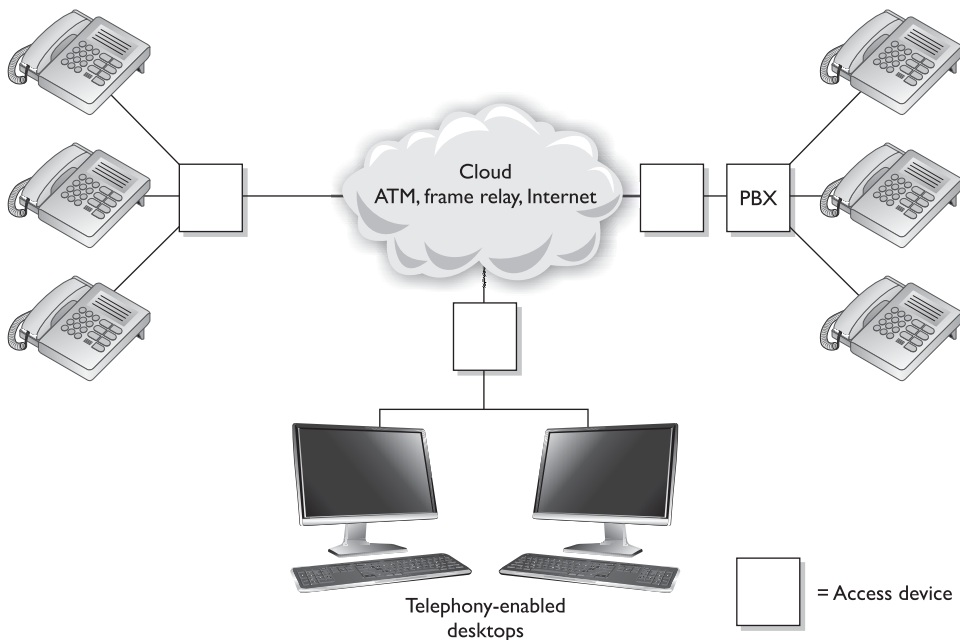 Cloud
ATM, frame relay, Internet
PBX
Telephony-enabled
desktops
= Access device